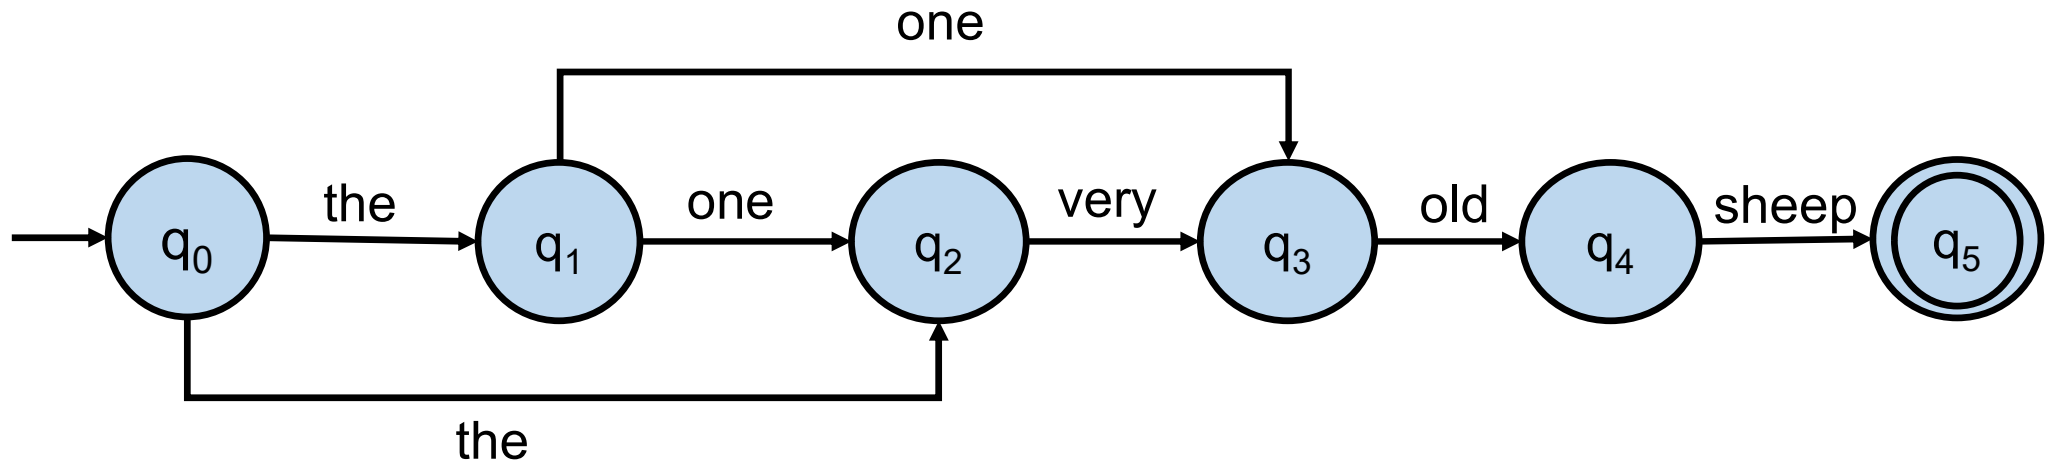 one
the one very old sheep
q0 q1 q2 q3 q4 q5
the